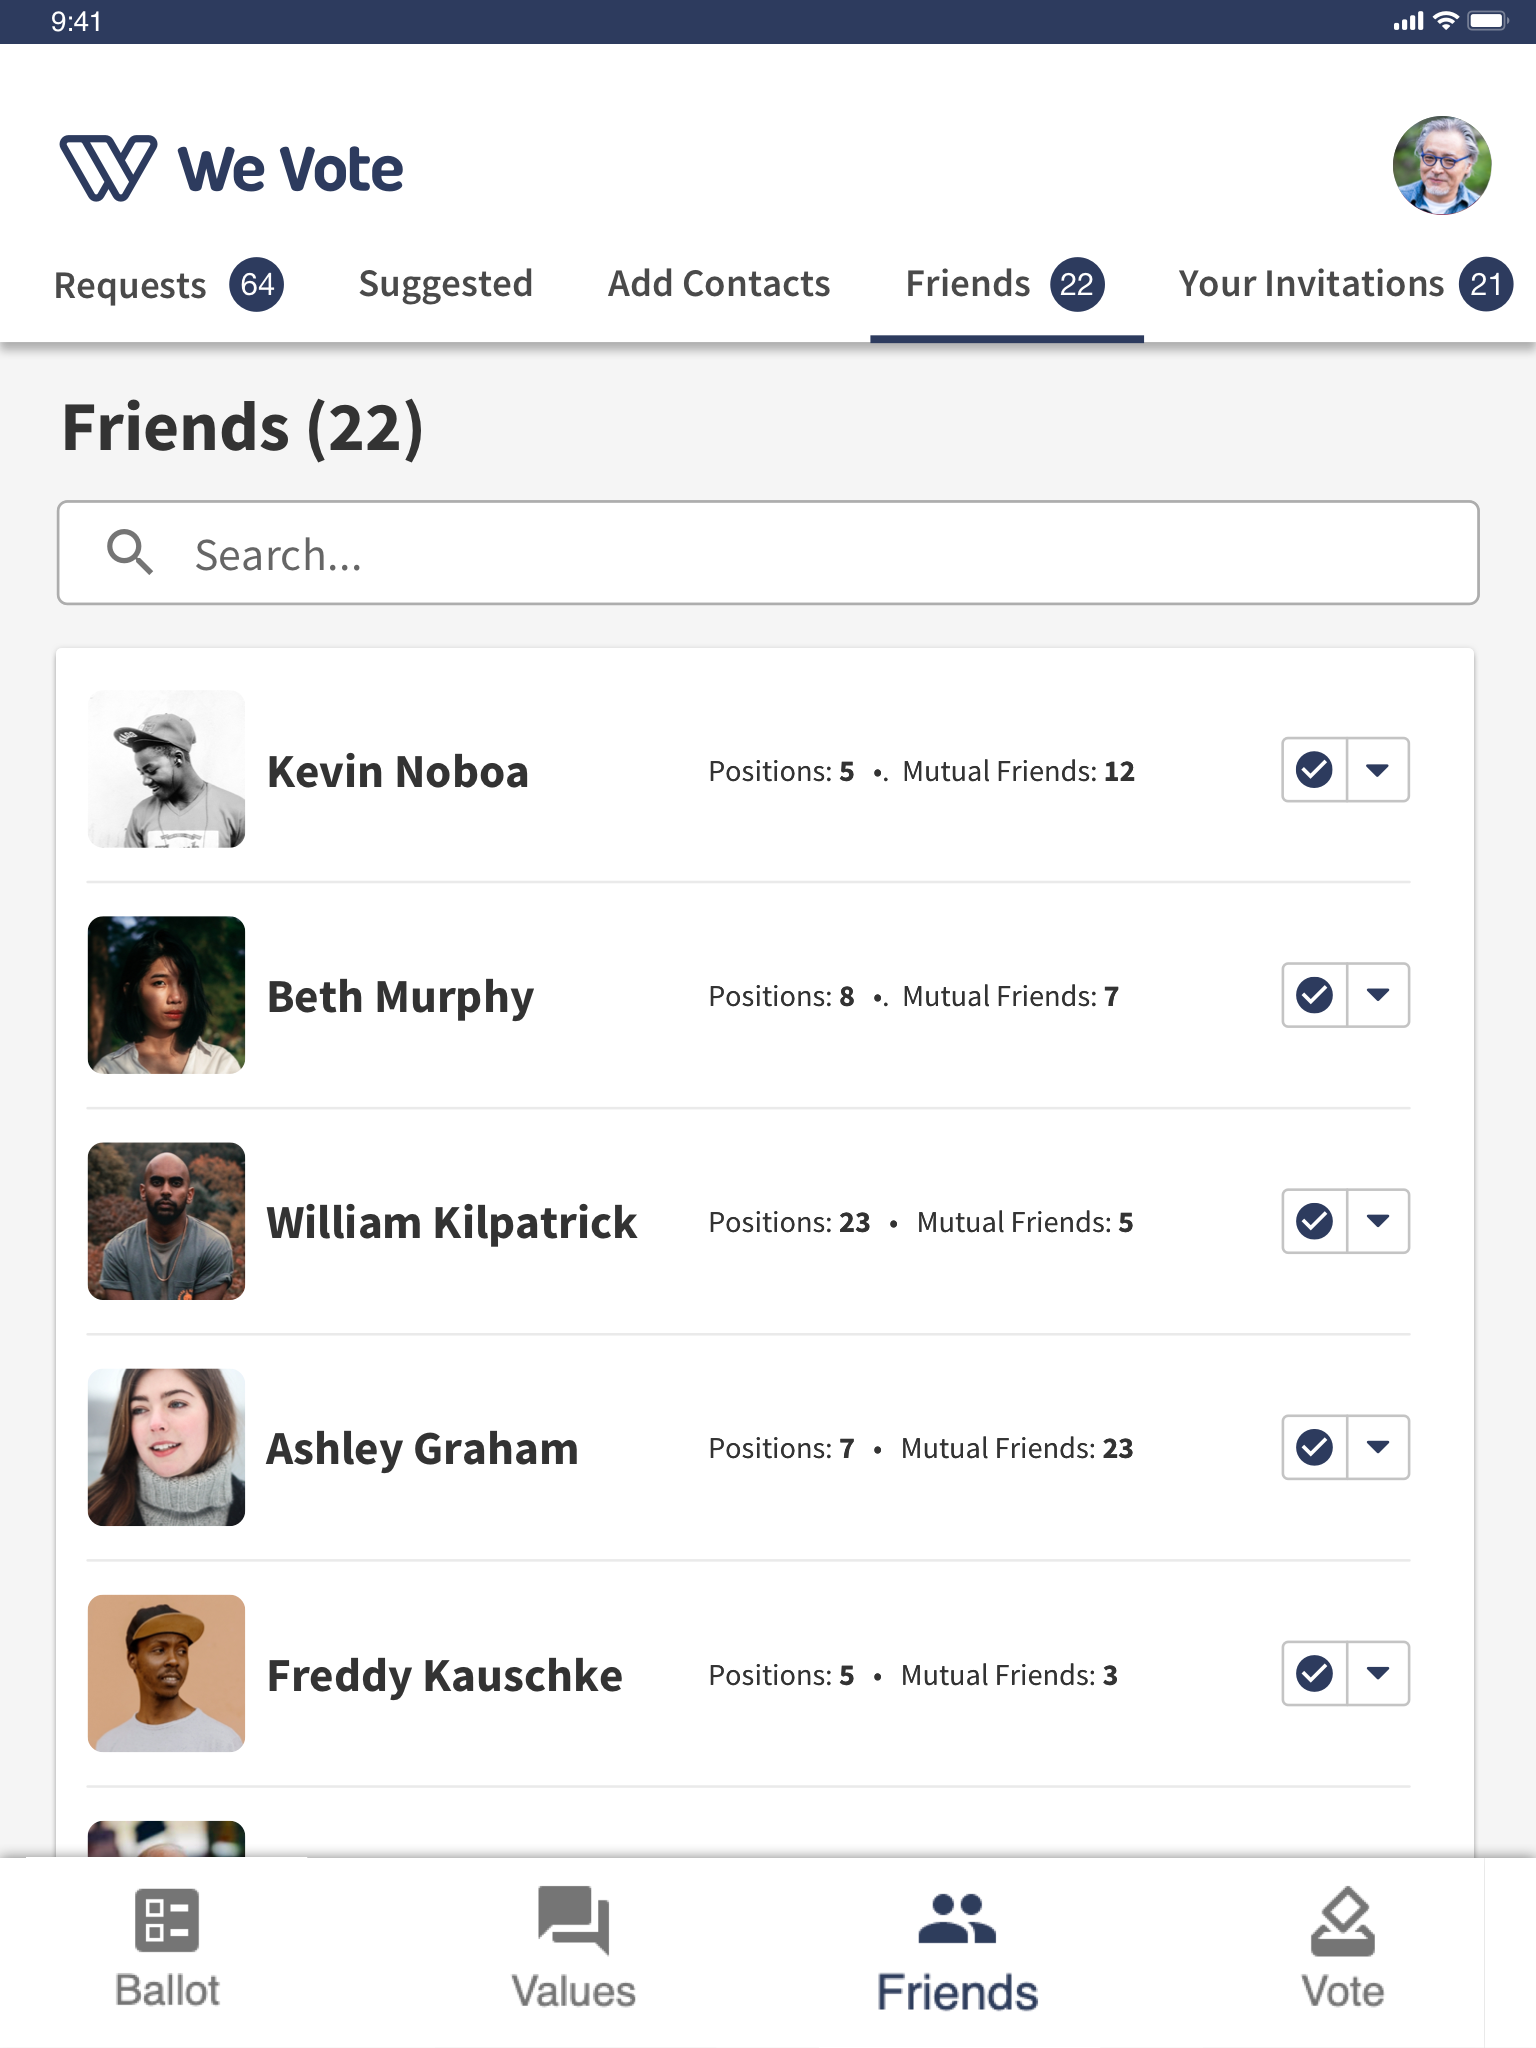 9:41
We Vote
Requests 64 Suggested Add Contacts Friends 22 Your Invitations 21
Friends (22)
Search...
Kevin Noboa Positions: 5 •. Mutual Friends: 12
Beth Murphy Positions: 8 •. Mutual Friends: 7
William Kilpatrick Positions: 23 • Mutual Friends: 5
Ashley Graham Positions: 7 • Mutual Friends: 23
Freddy Kauschke Positions: 5 • Mutual Friends: 3
Ballot Values Friends Vote